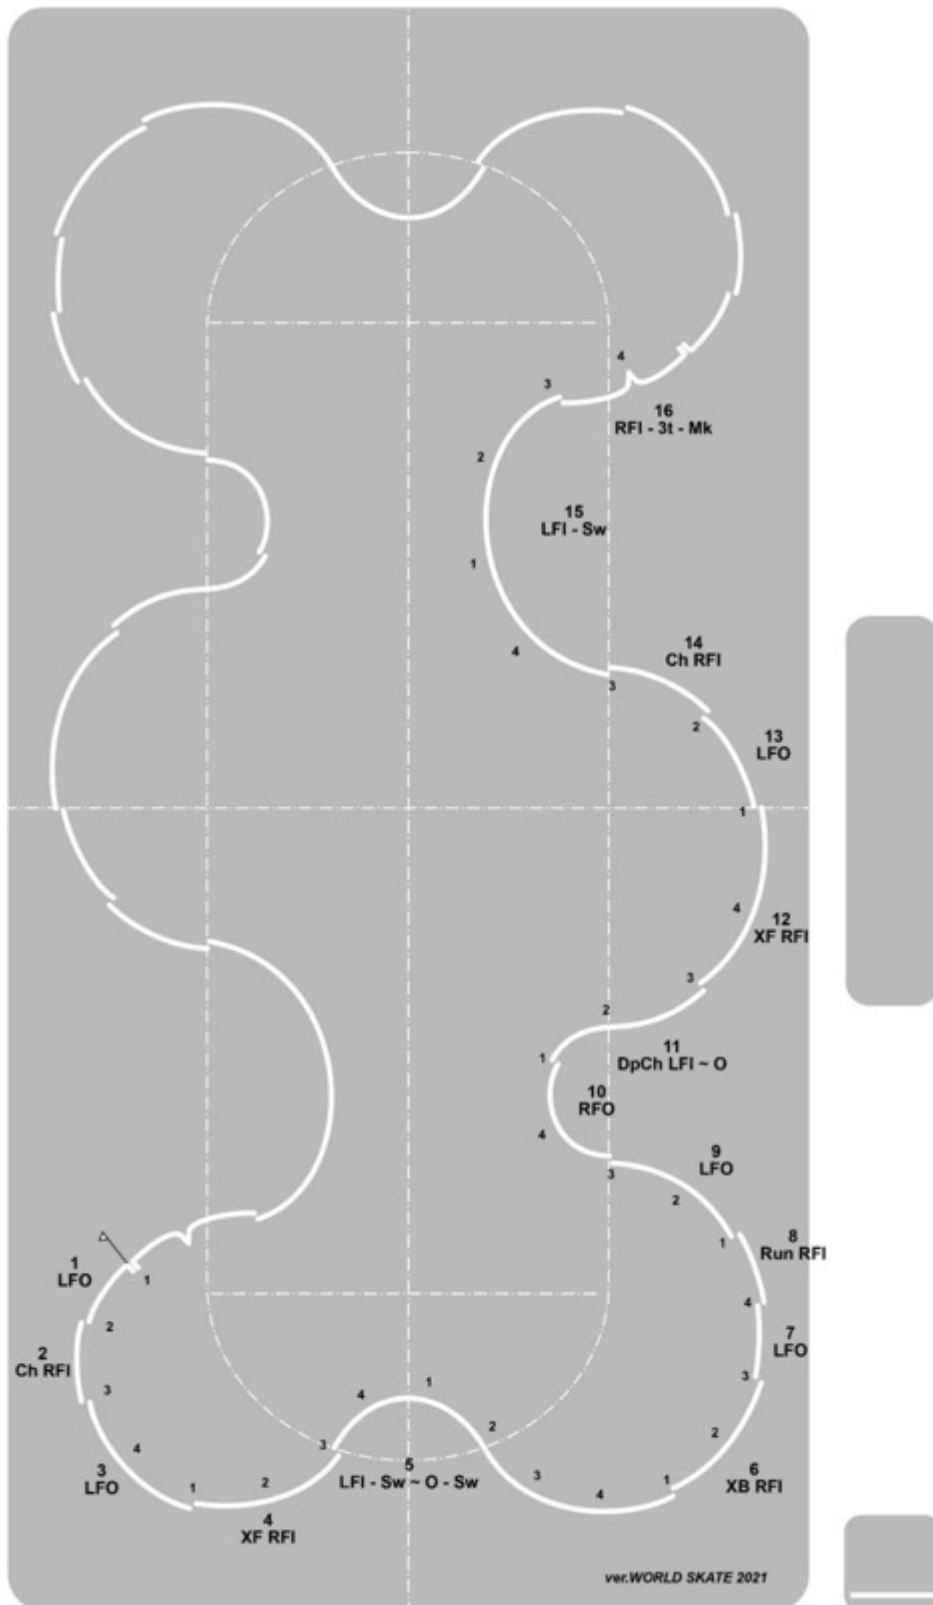 4
3
16
RFI - 3t - Mk
2
15
LFI - Sw
1
4
14
Ch RFI
3
2
13
LFO
1
4
12
XF RFI
3
2
11
DpCh LFI ~ O
1
10
RFO
4
9
LFO
3
2
1
8
Run RFI
4
7
LFO
3
2
6
XB RFI
1
1
LFO
1
2
2
Ch RFI
3
4
3
LFO
1
2
4
XF RFI
3
4
1
2
5
LFI - Sw ~ O - Sw
3
4
ver.WORLD SKATE 2021